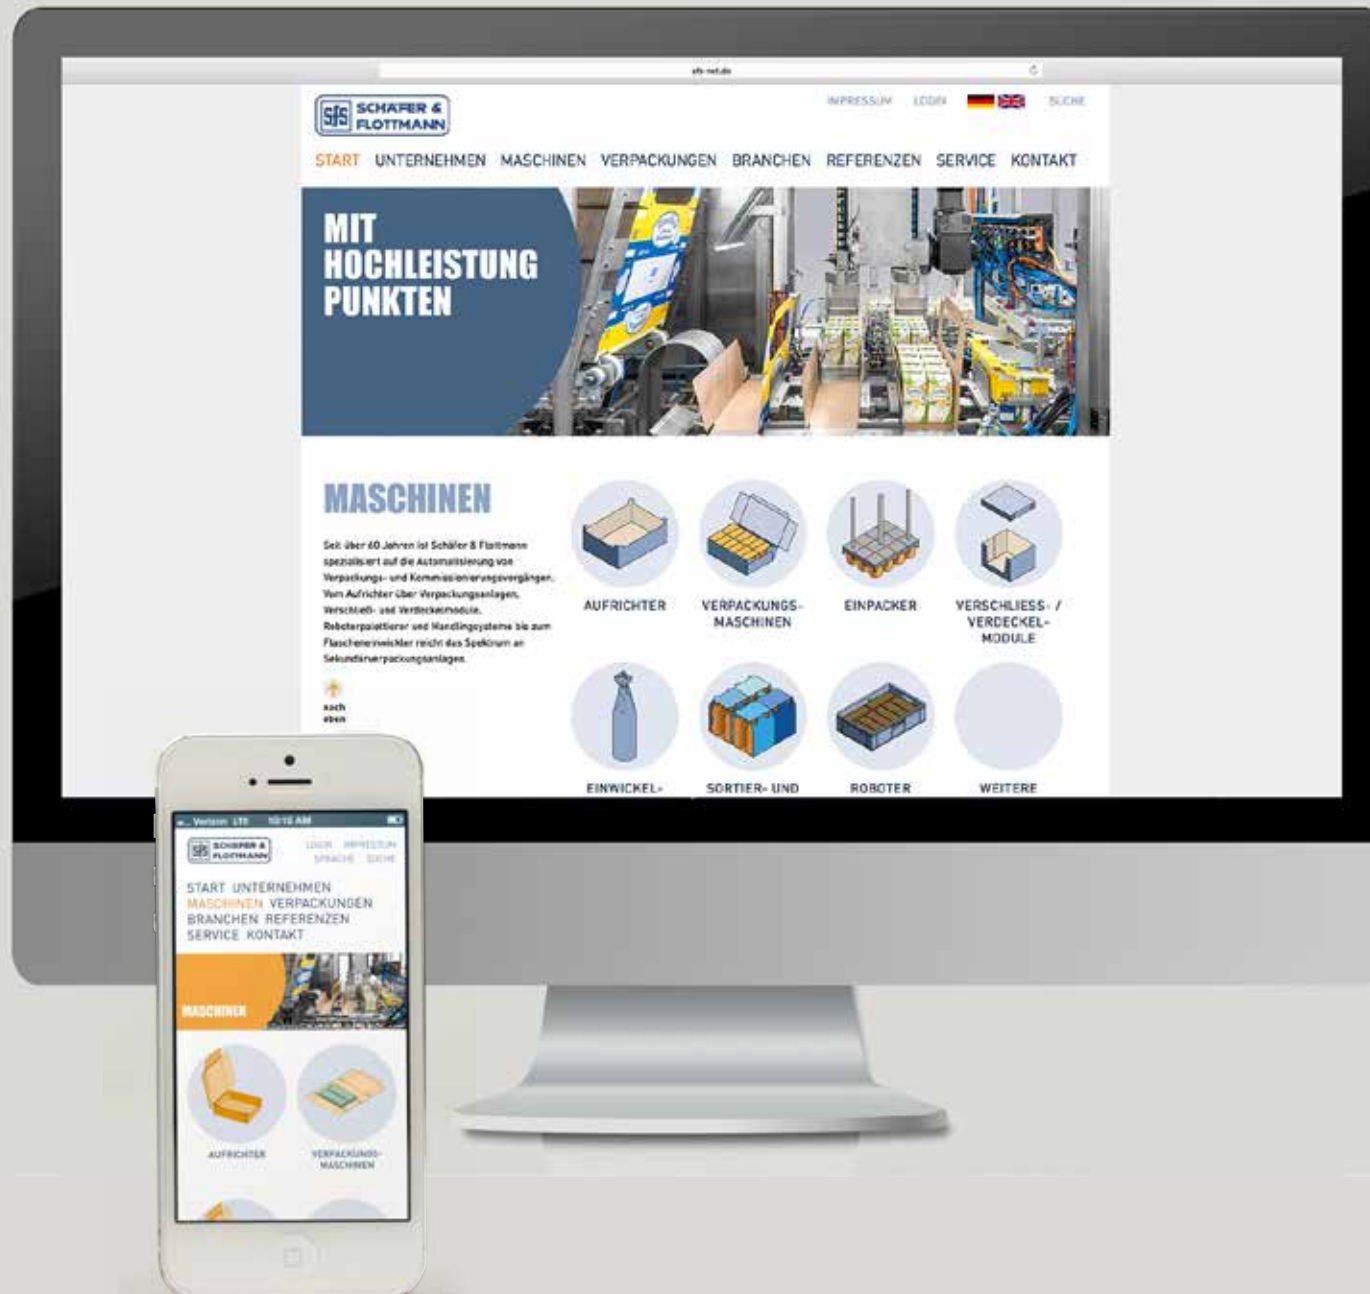 sfs-net.de
sfs SCHÄFER &
FLOTTMANN
IMPRESSUM LOGIN SUCHE
START UNTERNEHMEN MASCHINEN VERPACKUNGEN BRANCHEN REFERENZEN SERVICE KONTAKT
MIT
HOCHLEISTUNG
PUNKTEN
MASCHINEN
Seit über 60 Jahren ist Schäfer & Flottmann
spezialisiert auf die Automatisierung von
Verpackungs- und Kommissionierungsvorgängen.
Vom Aufrichter über Verpackungsanlagen,
Verschließ- und Verdeckelmodule,
Roboterpalettierer und Handlingsysteme bis zum
Flascheneinwickler reicht das Spektrum an
Sekundärverpackungsanlagen.
nach
oben
AUFRICHTER
VERPACKUNGS-
MASCHINEN
EINPACKER
VERSCHLIESS- /
VERDECKEL-
MODULE
EINWICKEL-
SORTIER- UND
ROBOTER
WEITERE
Verizon LTE 10:15 AM
sfs SCHÄFER &
FLOTTMANN
LOGIN IMPRESSUM
SPRACHE SUCHE
START UNTERNEHMEN
MASCHINEN VERPACKUNGEN
BRANCHEN REFERENZEN
SERVICE KONTAKT
MASCHINEN
AUFRICHTER
VERPACKUNGS-
MASCHINEN